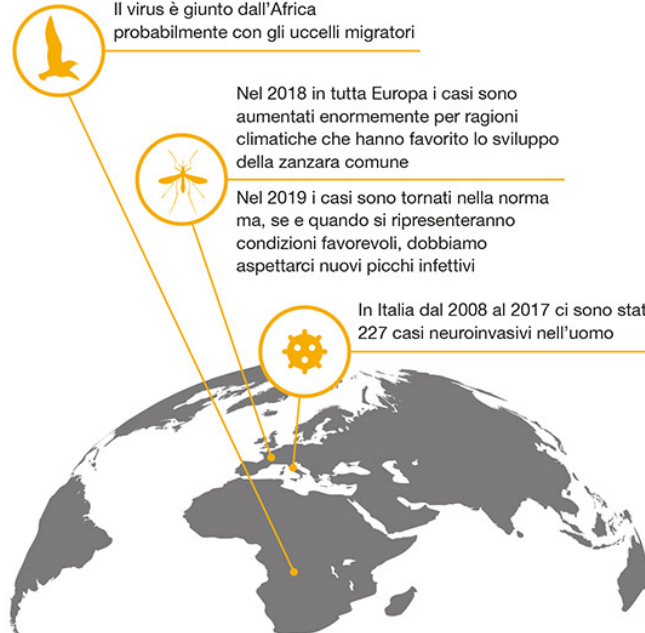 Il virus è giunto dall'Africa
probabilmente con gli uccelli migratori
Nel 2018 in tutta Europa i casi sono
aumentati enormemente per ragioni
climatiche che hanno favorito lo sviluppo
della zanzara comune
Nel 2019 i casi sono tornati nella norma
ma, se e quando si ripresenteranno
condizioni favorevoli, dobbiamo
aspettarci nuovi picchi infettivi
In Italia dal 2008 al 2017 ci sono stat
227 casi neuroinvasivi nell'uomo